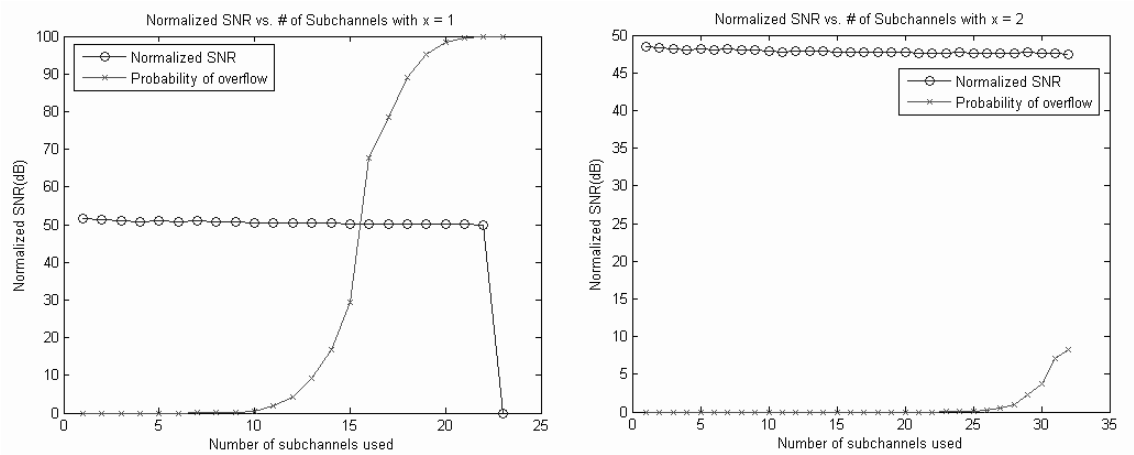 Normalized SNR vs. # of Subchannels with x = 1
100
90
80
70
60
50
40
30
20
10
0
Normalized SNR(dB)
Normalized SNR
Probability of overflow
0 5 10 15 20 25
Number of subchannels used
Normalized SNR vs. # of Subchannels with x = 2
50
45
40
35
30
25
20
15
10
5
0
Normalized SNR(dB)
Normalized SNR
Probability of overflow
0 5 10 15 20 25 30 35
Number of subchannels used